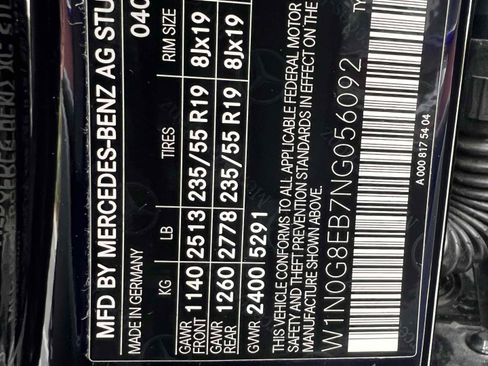 MFD BY MERCEDES-BENZ AG STU
MADE IN GERMANY
040
KG LB TIRES RIM SIZE
GAWR FRONT 1140 2513 235/55 R19 8Jx19
GAWR REAR 1260 2778 235/55 R19 8Jx19
GVWR 2400 5291
THIS VEHICLE CONFORMS TO ALL APPLICABLE FEDERAL MOTOR
SAFETY AND THEFT PREVENTION STANDARDS IN EFFECT ON
MANUFACTURE SHOWN ABOVE.
W1N0G8EB7NG056092
TY
A 000 817 54 04